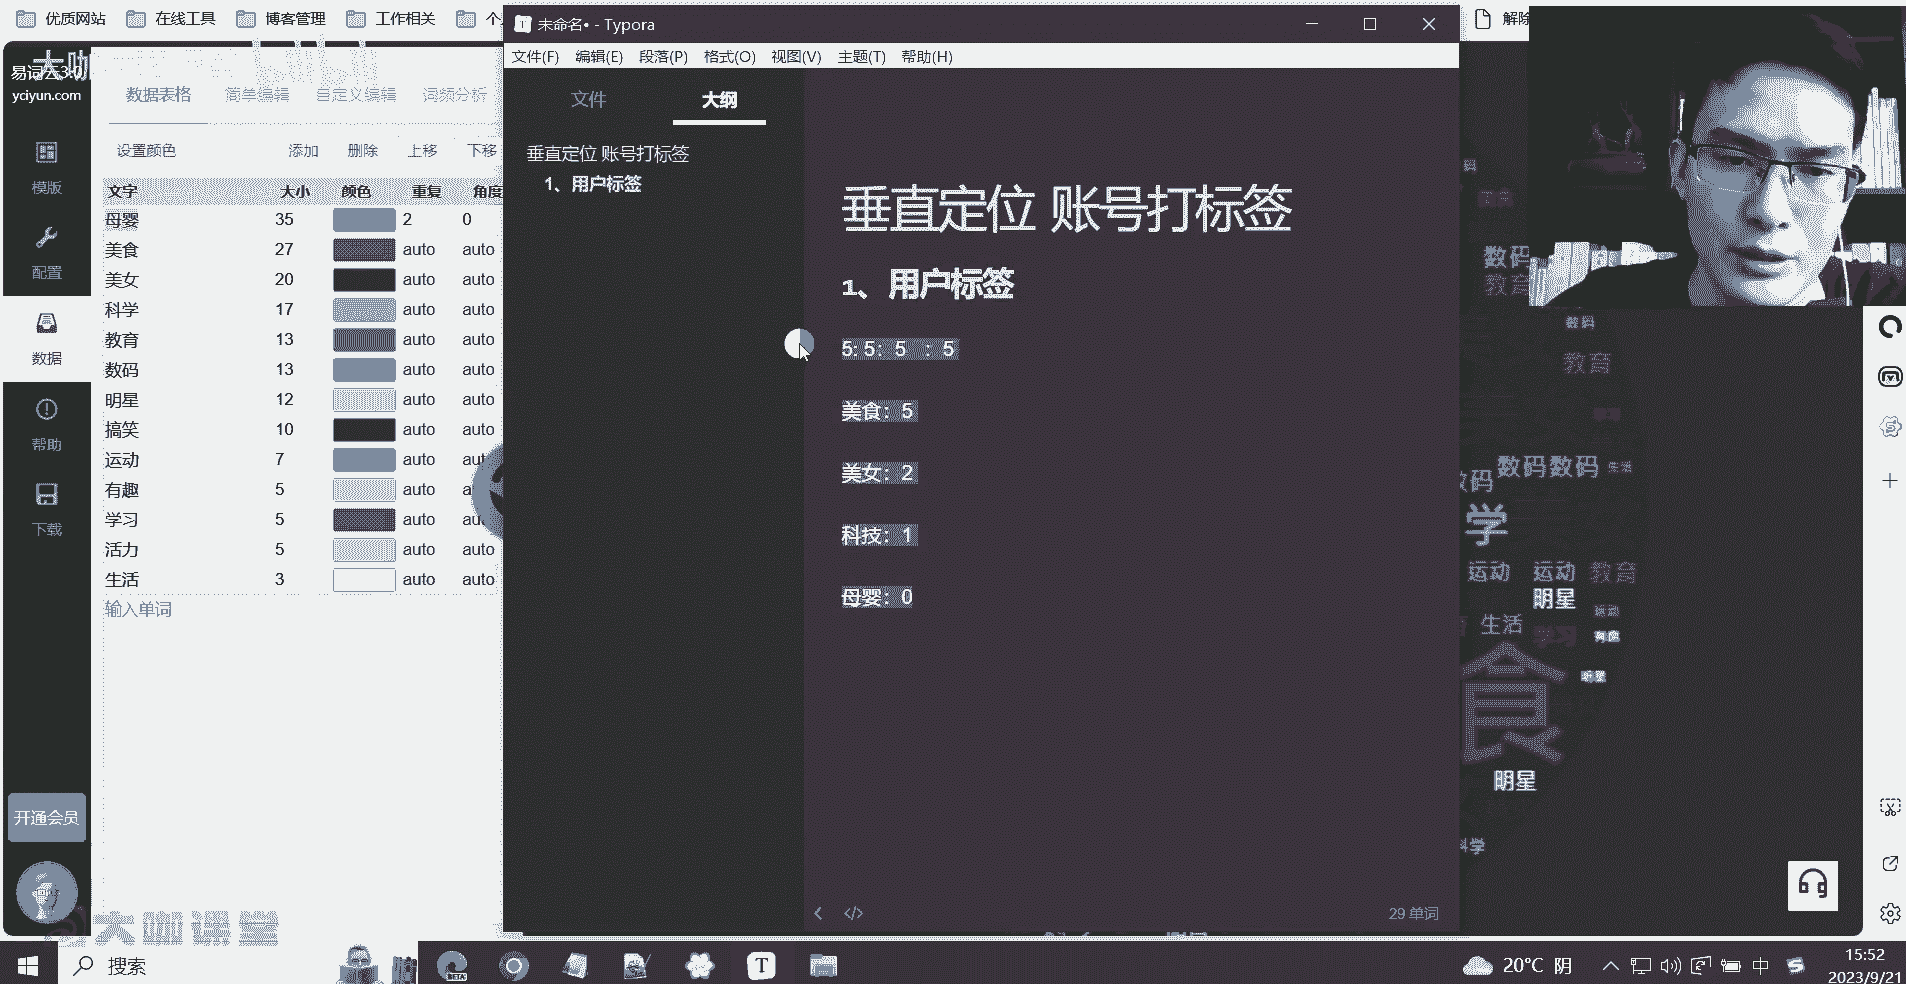 优质网站 在线工具 博客管理 工作相关
解除
未命名• - Typora
文件(F) 编辑(E) 段落(P) 格式(O) 视图(V) 主题(T) 帮助(H)
易词云3.0
yciyun.com
大咖
数据表格 简单编辑 自定义编辑 词频分析
设置颜色 添加 删除 上移 下移
文字 大小 颜色 重复 角度
母婴 35 2 0
美食 27 auto auto
美女 20 auto auto
科学 17 auto auto
教育 13 auto auto
数码 13 auto auto
明星 12 auto auto
搞笑 10 auto auto
运动 7 auto
有趣 5 auto
学习 5 auto
活力 5 auto auto
生活 3 auto auto
输入单词
模版
配置
数据
帮助
下载
开通会员
大咖课堂
文件 大纲
垂直定位 账号打标签
1、用户标签
垂直定位 账号打标签
1、用户标签
5: 5： 5 ： 5
美食：5
美女：2
科技：1
母婴：0
29 单词
数码
教育
数码
教育
数码 数码 生活
学
运动 运动 教育
明星
生活 学习
明星
食
明星
科学
搜索
20°C 阴
中
15:52
2023/9/21